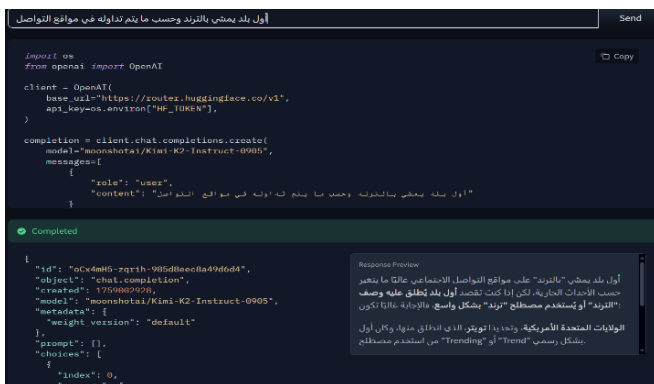 أول بلد يمشي بالترند وحسب ما يتم تداوله في مواقع التواصل
Send
import os
from openai import OpenAI
Copy
client = OpenAI(
base_url="https://router.huggingface.co/v1",
api_key=os.environ["HF_TOKEN"],
)
completion = client.chat.completions.create(
model="moonshotai/Kimi-K2-Instruct-0905",
messages=[
{
"role": "user",
"content": "أول بلد يمشي بالترند وحسب ما يتم تداوله في مواقع التواصل"
}
Completed
{
"id": "oCx4mH5-zqrih-985d8eec8a49d6d4",
"object": "chat.completion",
"created": 1759802928,
"model": "moonshotai/Kimi-K2-Instruct-0905",
"metadata": {
"weight_version": "default"
},
"prompt": [],
"choices": [
{
"index": 0,
Response Preview
أول بلد يمشي "بالترند" على مواقع التواصل الاجتماعي غالبًا ما يتغير
حسب الأحداث الجارية، لكن إذا كنت تقصد أول بلد يُطلق عليه وصف
"الترند" أو يُستخدم مصطلح "ترند" بشكل واسع، فالإجابة غالبًا تكون:
الولايات المتحدة الأمريكية، وتحديدًا تويتر، الذي انطلق منها، وكان أول
من استخدم مصطلح "Trending" أو "Trend" بشكل رسمي.